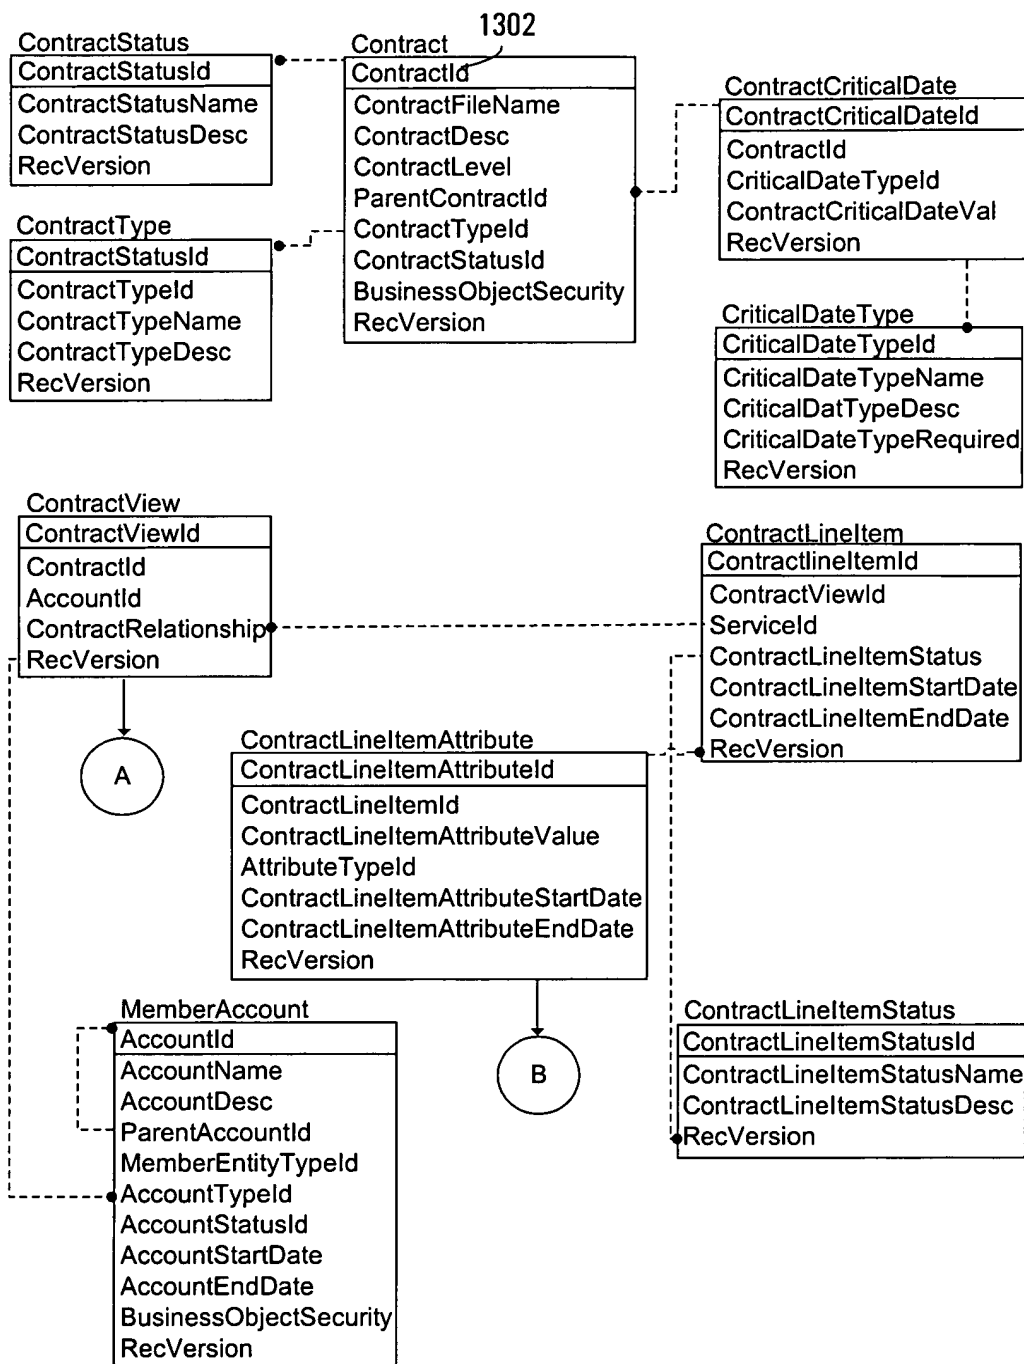 1302
ContractStatus
ContractStatusId
ContractStatusName
ContractStatusDesc
RecVersion
Contract
ContractId
ContractFileName
ContractDesc
ContractLevel
ParentContractId
ContractTypeId
ContractStatusId
BusinessObjectSecurity
RecVersion
ContractCriticalDate
ContractCriticalDateId
ContractId
CriticalDateTypeId
ContractCriticalDateVal
RecVersion
ContractType
ContractStatusId
ContractTypeId
ContractTypeName
ContractTypeDesc
RecVersion
CriticalDateType
CriticalDateTypeId
CriticalDateTypeName
CriticalDatTypeDesc
CriticalDateTypeRequired
RecVersion
ContractView
ContractViewId
ContractId
AccountId
ContractRelationship
RecVersion
A
ContractLineItem
ContractlineItemId
ContractViewId
ServiceId
ContractLineItemStatus
ContractLineItemStartDate
ContractLineItemEndDate
RecVersion
ContractLineItemAttribute
ContractLineItemAttributeId
ContractLineItemId
ContractLineItemAttributeValue
AttributeTypeId
ContractLineItemAttributeStartDate
ContractLineItemAttributeEndDate
RecVersion
B
MemberAccount
AccountId
AccountName
AccountDesc
ParentAccountId
MemberEntityTypeId
AccountTypeId
AccountStatusId
AccountStartDate
AccountEndDate
BusinessObjectSecurity
RecVersion
ContractLineItemStatus
ContractLineItemStatusId
ContractLineItemStatusName
ContractLineItemStatusDesc
RecVersion